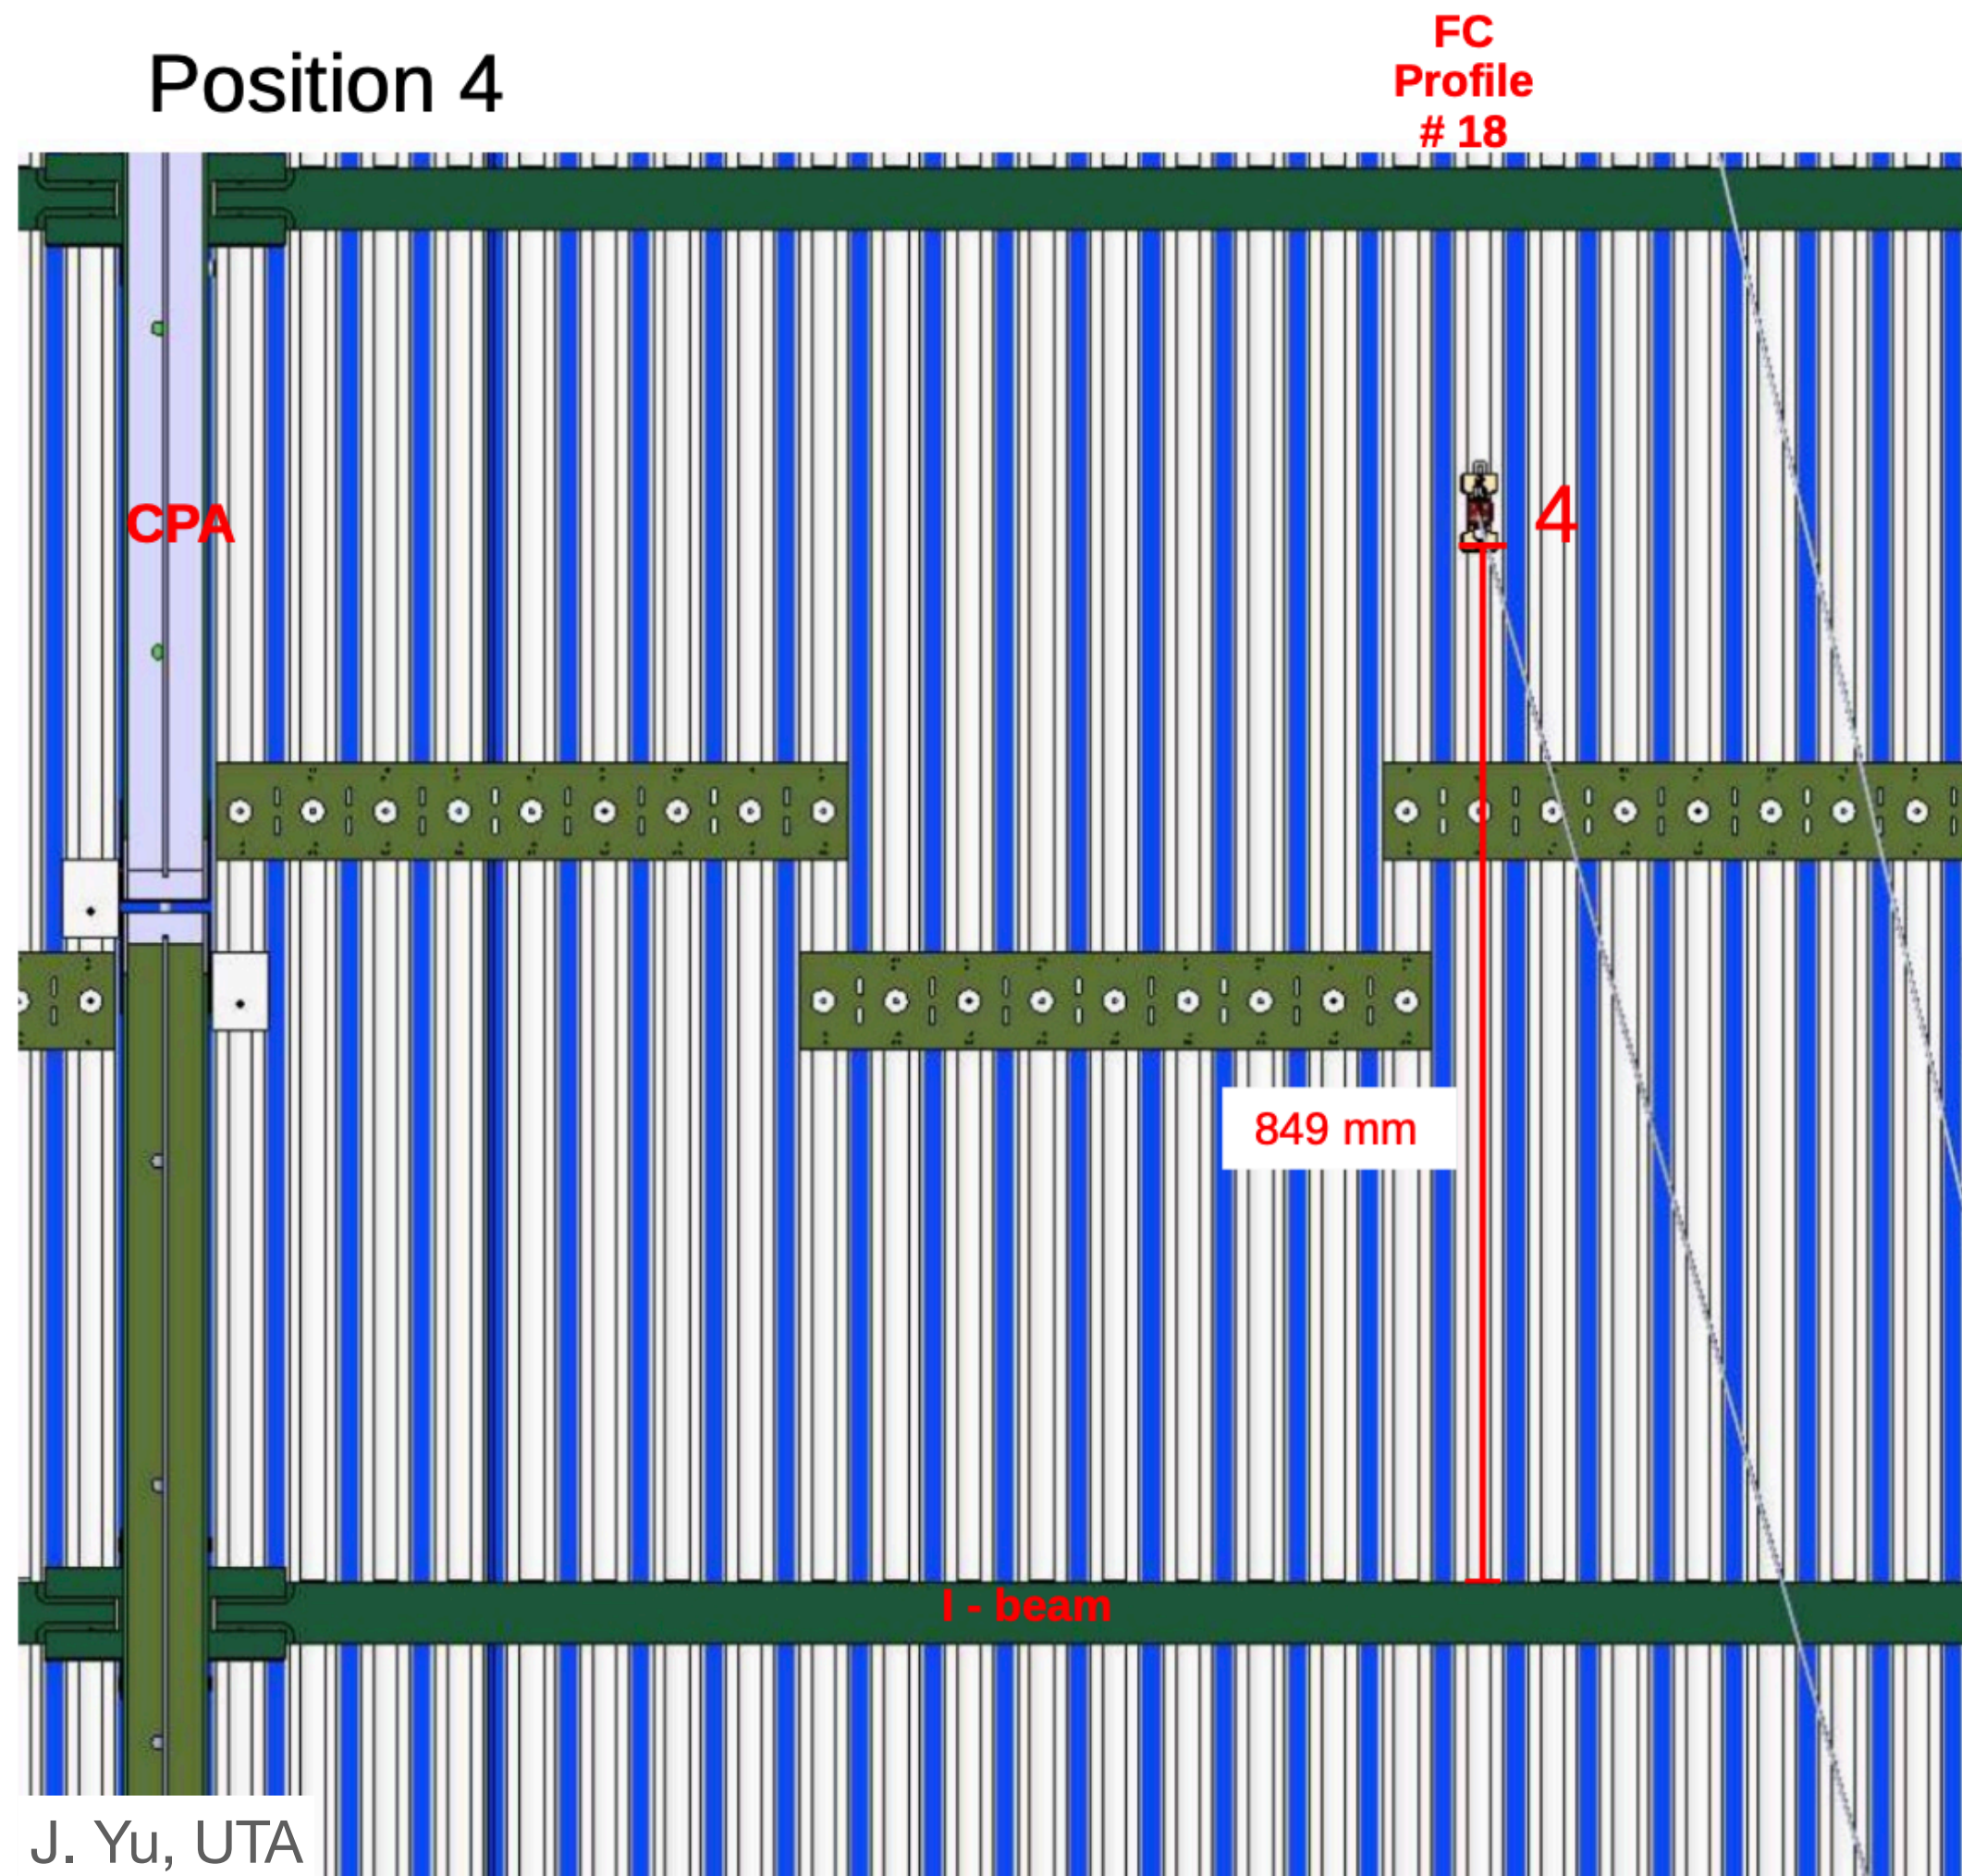 Position 4
FC
Profile
# 18
CPA
4
849 mm
I - beam
J. Yu, UTA